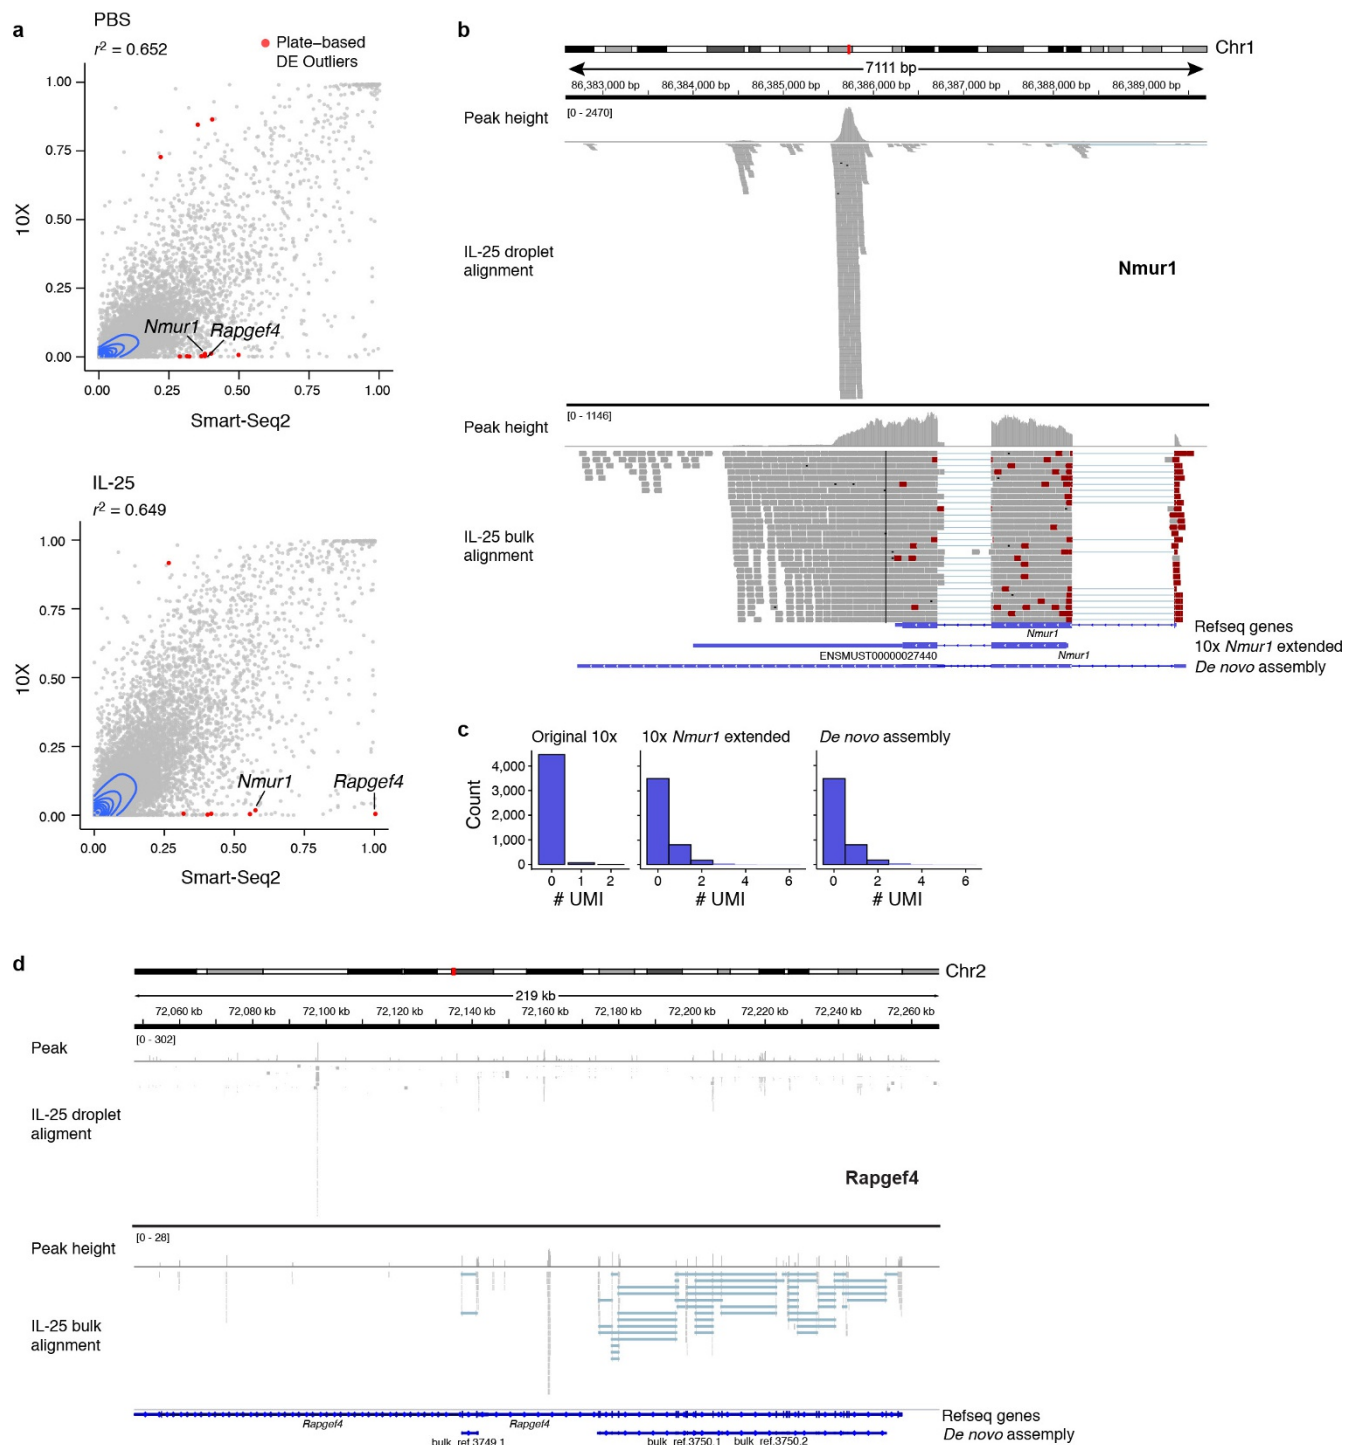 a
PBS
r² = 0.652
Plate–based
DE Outliers
1.00
0.75
0.50
0.25
0.00
10X
Nmur1
Rapgef4
0.00 0.25 0.50 0.75 1.00
Smart-Seq2
IL-25
r² = 0.649
1.00
0.75
0.50
0.25
0.00
10X
Nmur1
Rapgef4
0.00 0.25 0.50 0.75 1.00
Smart-Seq2
b
Chr1
7111 bp
86,383,000 bp 86,384,000 bp 86,385,000 bp 86,386,000 bp 86,387,000 bp 86,388,000 bp 86,389,000 bp
Peak height
[0 - 2470]
IL-25 droplet
alignment
Nmur1
Peak height
[0 - 1146]
IL-25 bulk
alignment
Nmur1
Refseq genes
10x Nmur1 extended
ENSMUST00000027440
Nmur1
De novo assembly
c
Original 10x
10x Nmur1 extended
De novo assembly
Count
4,000
3,000
2,000
1,000
0
0 1 2
0 2 4 6
0 2 4 6
# UMI
# UMI
# UMI
d
Chr2
219 kb
72,060 kb 72,080 kb 72,100 kb 72,120 kb 72,140 kb 72,160 kb 72,180 kb 72,200 kb 72,220 kb 72,240 kb 72,260 kb
Peak
[0 - 302]
IL-25 droplet
aligment
Rapgef4
Peak height
[0 - 28]
IL-25 bulk
alignment
Rapgef4
Rapgef4
Refseq genes
De novo assemply
bulk_ref.3749.1
bulk_ref.3750.1
bulk_ref.3750.2